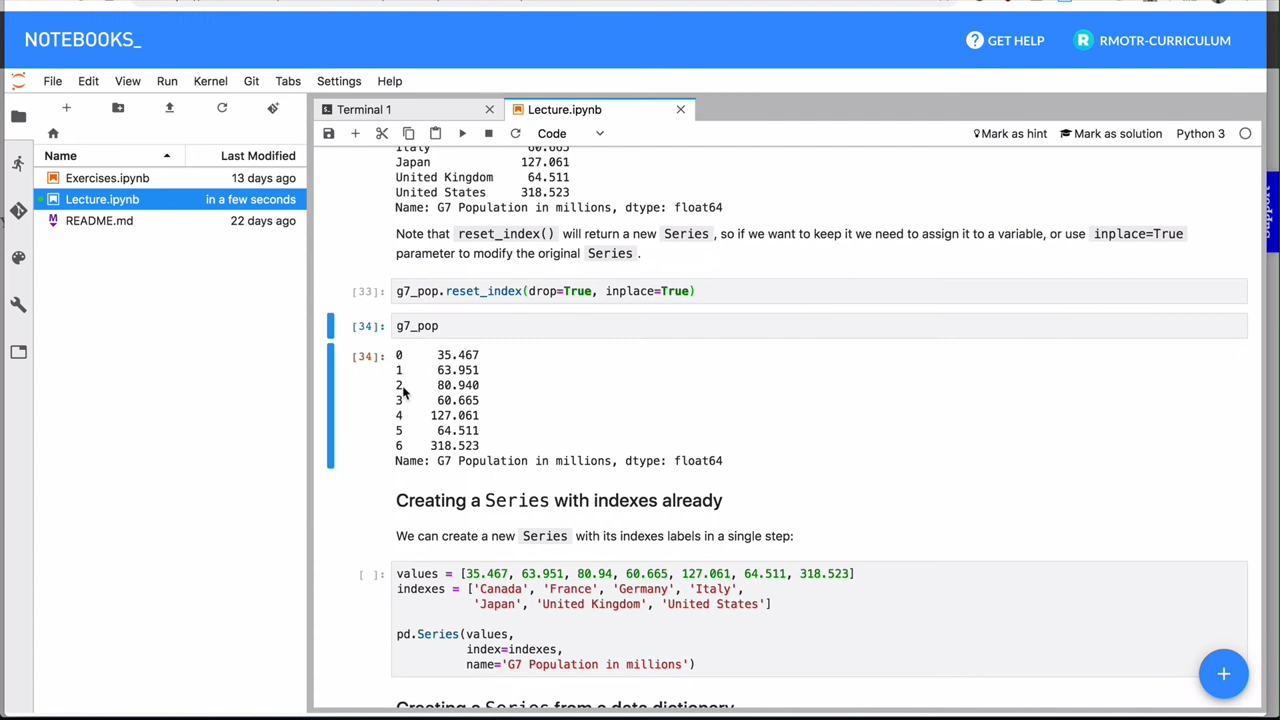 NOTEBOOKS_
GET HELP
R RMOTR-CURRICULUM
File Edit View Run Kernel Git Tabs Settings Help
Terminal 1
Lecture.ipynb
Code
Mark as hint
Mark as solution
Python 3
Name Last Modified
Exercises.ipynb 13 days ago
Lecture.ipynb in a few seconds
README.md 22 days ago
Italy 60.665
Japan 127.061
United Kingdom 64.511
United States 318.523
Name: G7 Population in millions, dtype: float64
Note that reset_index() will return a new Series , so if we want to keep it we need to assign it to a variable, or use inplace=True
parameter to modify the original Series .
[33]: g7_pop.reset_index(drop=True, inplace=True)
[34]: g7_pop
[34]: 0 35.467
1 63.951
2 80.940
3 60.665
4 127.061
5 64.511
6 318.523
Name: G7 Population in millions, dtype: float64
Creating a Series with indexes already
We can create a new Series with its indexes labels in a single step:
[ ]: values = [35.467, 63.951, 80.94, 60.665, 127.061, 64.511, 318.523]
indexes = ['Canada', 'France', 'Germany', 'Italy',
'Japan', 'United Kingdom', 'United States']
pd.Series(values,
index=indexes,
name='G7 Population in millions')
Creating a Series from a data dictionary
Support